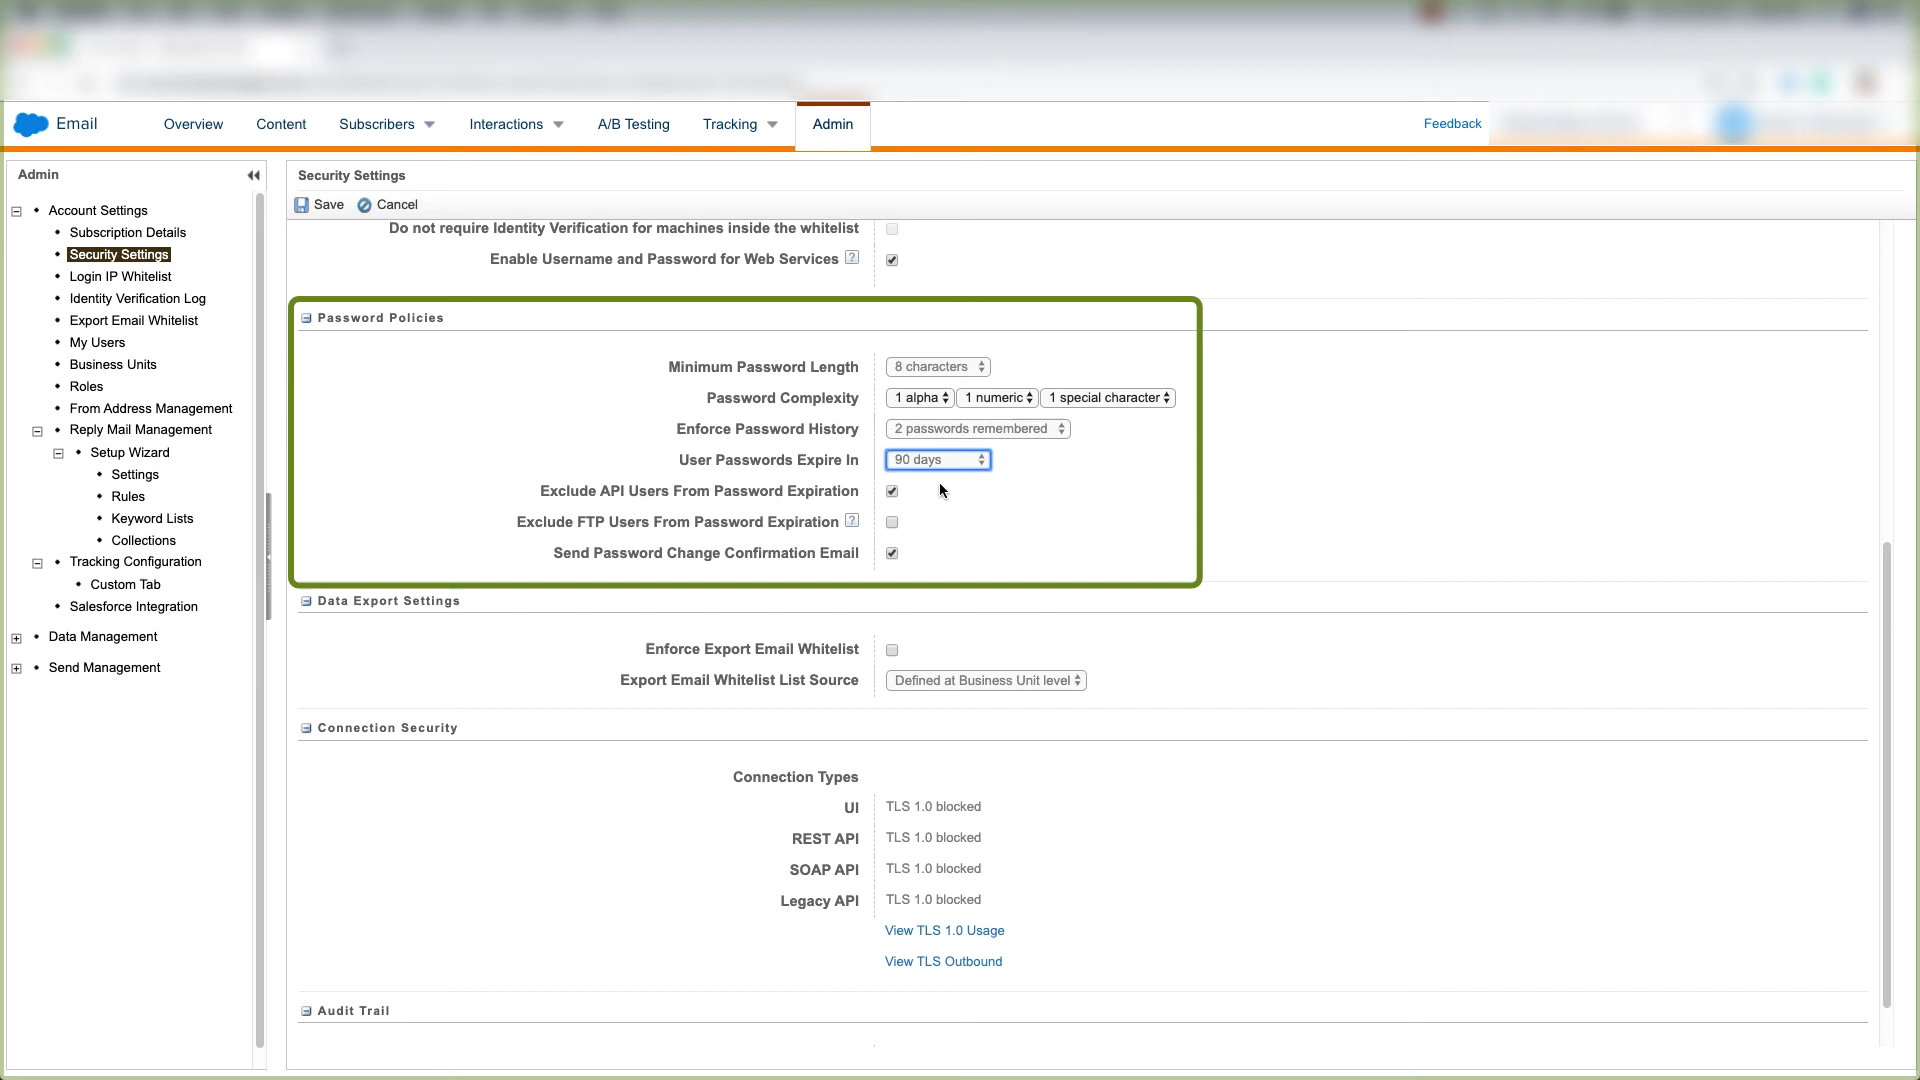 Email
Overview
Content
Subscribers
Interactions
A/B Testing
Tracking
Admin
Feedback
Admin
Account Settings
Subscription Details
Security Settings
Login IP Whitelist
Identity Verification Log
Export Email Whitelist
My Users
Business Units
Roles
From Address Management
Reply Mail Management
Setup Wizard
Settings
Rules
Keyword Lists
Collections
Tracking Configuration
Custom Tab
Salesforce Integration
Data Management
Send Management
Security Settings
Save Cancel
Do not require Identity Verification for machines inside the whitelist
Enable Username and Password for Web Services ?
Password Policies
Minimum Password Length 8 characters
Password Complexity 1 alpha 1 numeric 1 special character
Enforce Password History 2 passwords remembered
User Passwords Expire In 90 days
Exclude API Users From Password Expiration
Exclude FTP Users From Password Expiration ?
Send Password Change Confirmation Email
Data Export Settings
Enforce Export Email Whitelist
Export Email Whitelist List Source Defined at Business Unit level
Connection Security
Connection Types
UI TLS 1.0 blocked
REST API TLS 1.0 blocked
SOAP API TLS 1.0 blocked
Legacy API TLS 1.0 blocked
View TLS 1.0 Usage
View TLS Outbound
Audit Trail